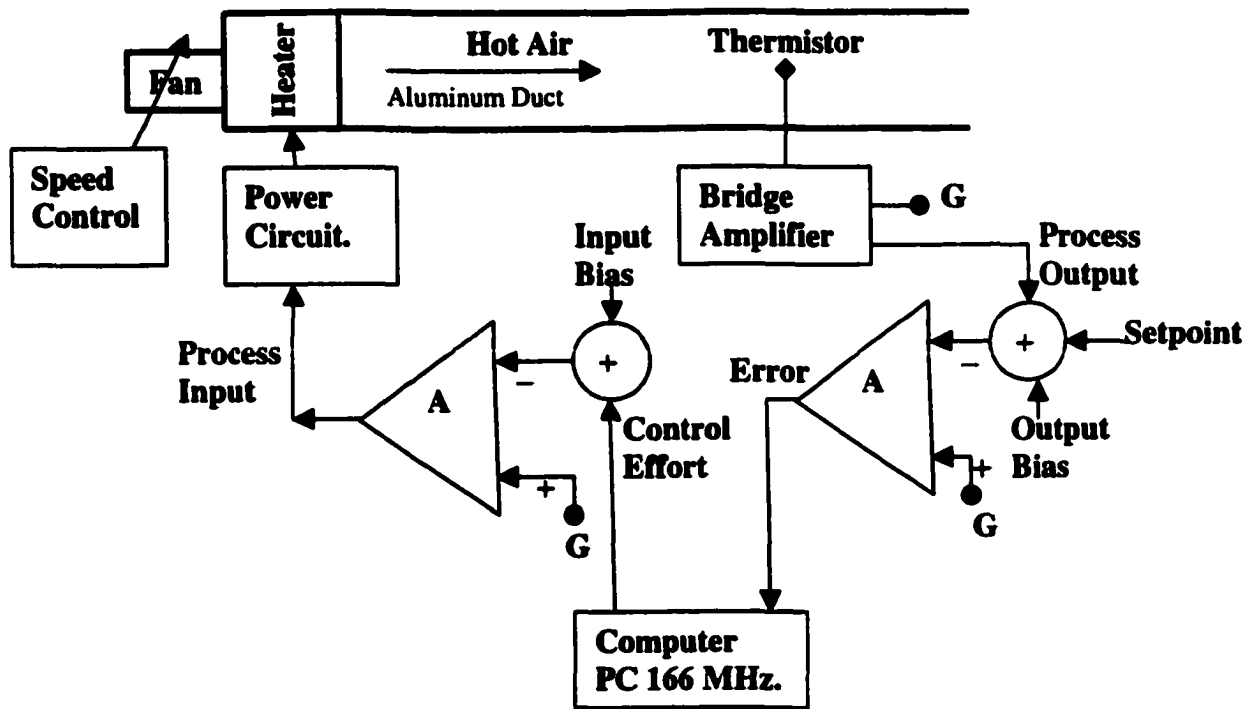 Fan
Heater
Hot Air
Aluminum Duct
Thermistor
Speed
Control
Power
Circuit.
Bridge
Amplifier
G
Input
Bias
Process
Output
Setpoint
Process
Input
A
+
−
+
Control
Effort
G
Error
A
+
−
+
Output
Bias
G
Computer
PC 166 MHz.